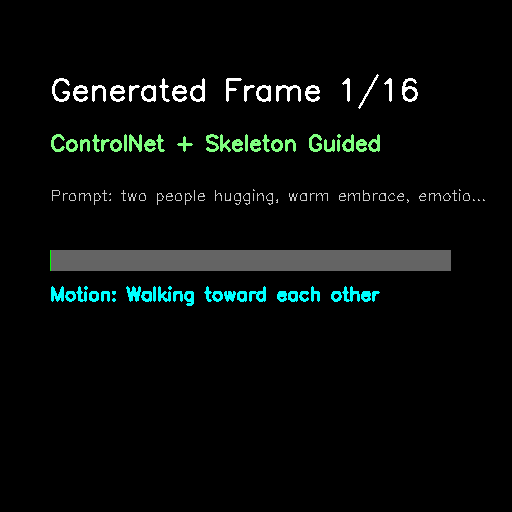 Generated Frame 1/16
ControlNet + Skeleton Guided
Prompt: two people hugging, warm embrace, emotio...
Motion: Walking toward each other